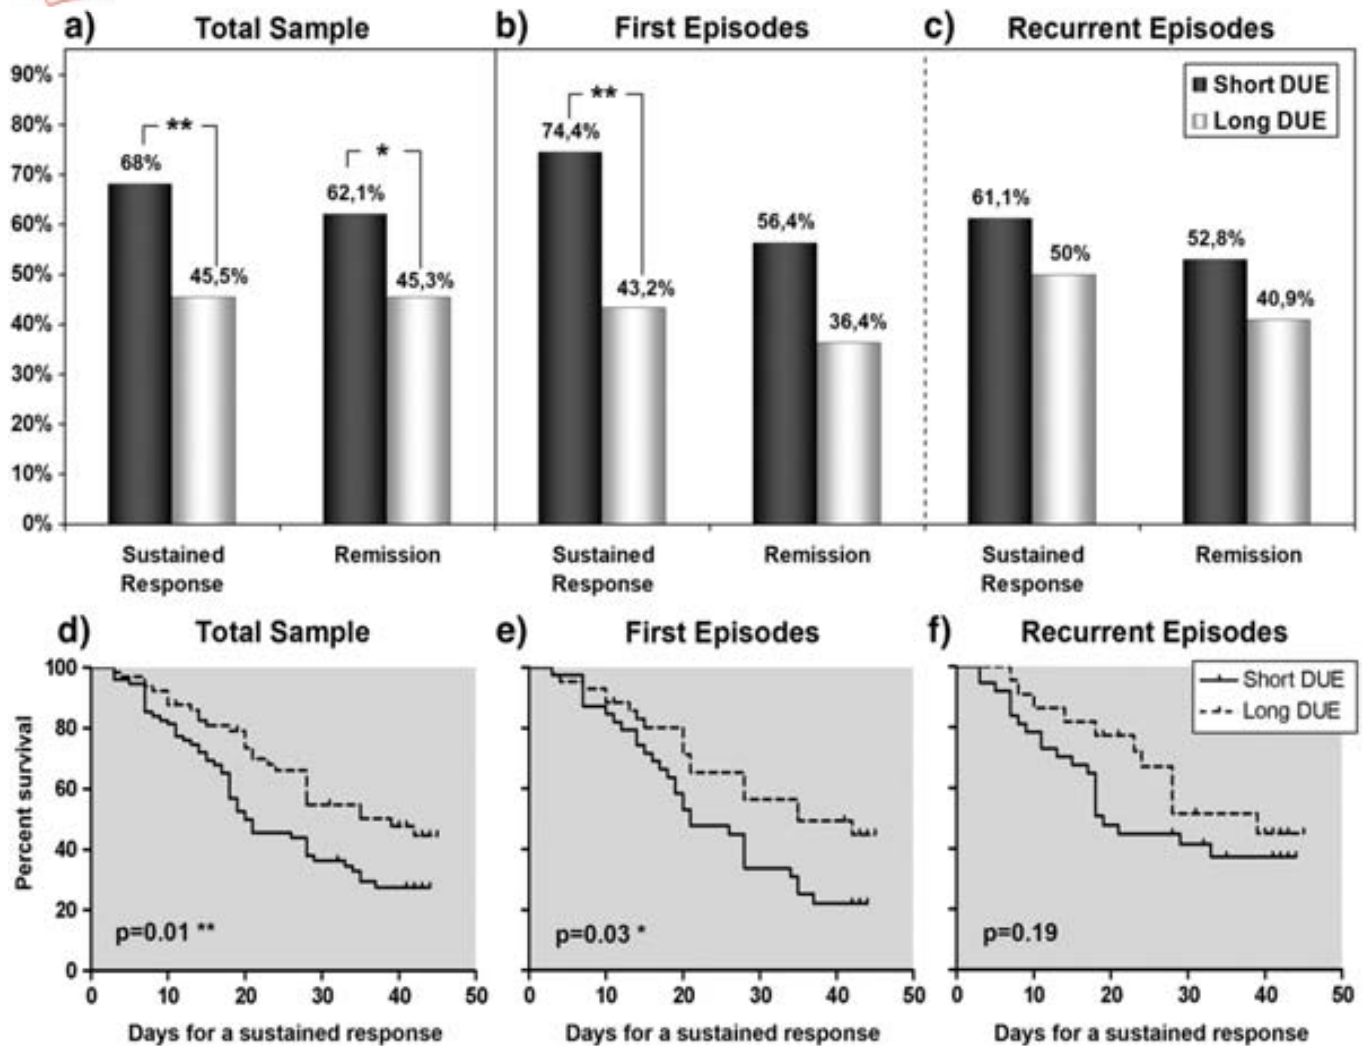 a) Total Sample
b) First Episodes
c) Recurrent Episodes
Short DUE
Long DUE
90%
80%
70%
60%
50%
40%
30%
20%
10%
0%
**
68%
45,5%
*
62,1%
45,3%
**
74,4%
43,2%
56,4%
36,4%
61,1%
50%
52,8%
40,9%
Sustained
Response
Remission
Sustained
Response
Remission
Sustained
Response
Remission
d) Total Sample
e) First Episodes
f) Recurrent Episodes
Short DUE
Long DUE
Percent survival
100
80
60
40
20
0
p=0.01 **
p=0.03 *
p=0.19
0 10 20 30 40 50
0 10 20 30 40 50
0 10 20 30 40 50
Days for a sustained response
Days for a sustained response
Days for a sustained response